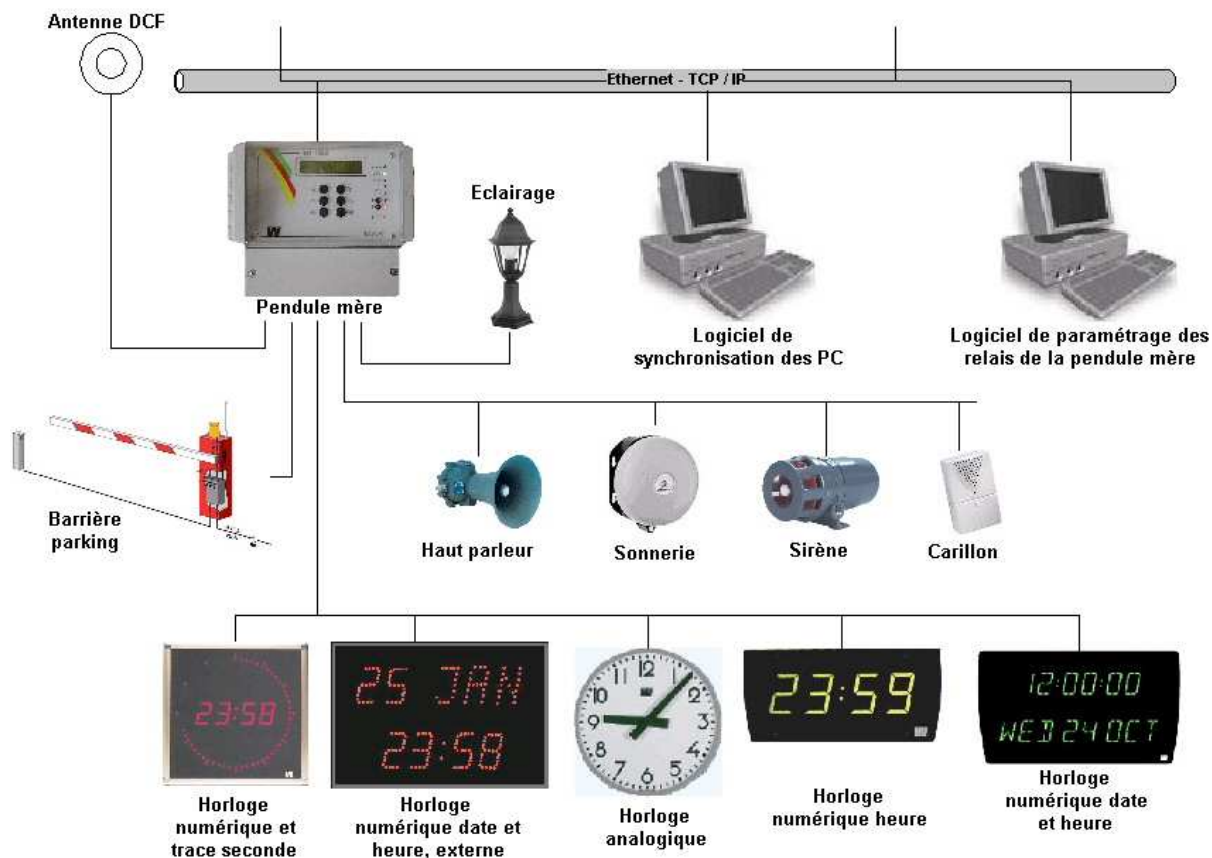 Antenne DCF
Ethernet - TCP / IP
Eclairage
Pendule mère
Logiciel de
synchronisation des PC
Logiciel de paramétrage des
relais de la pendule mère
Barrière
parking
Haut parleur
Sonnerie
Sirène
Carillon
23:58
25 JAN
23:58
12
1
2
3
4
5
6
7
8
9
10
11
23:59
12:00:00
WED 24 OCT
Horloge
numérique et
trace seconde
Horloge
numérique date et
heure, externe
Horloge
analogique
Horloge
numérique heure
Horloge
numérique date
et heure